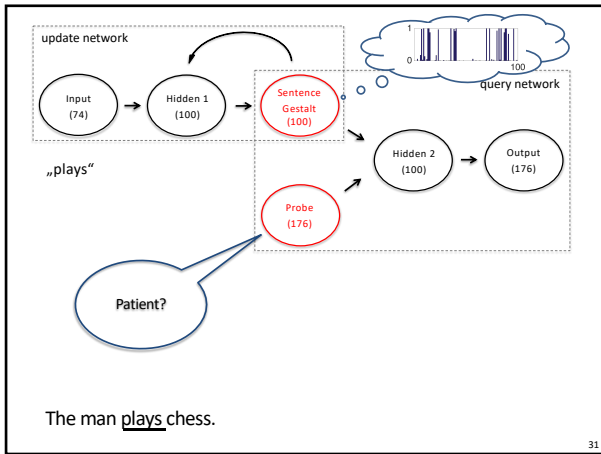 update network
1
0
100
query network
Input
(74)
Hidden 1
(100)
Sentence
Gestalt
(100)
Hidden 2
(100)
Output
(176)
„plays“
Probe
(176)
Patient?
The man plays chess.
31